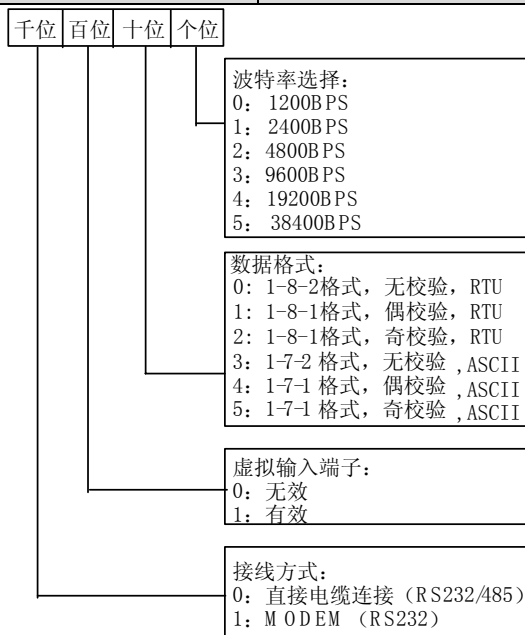 千位 百位 十位 个位
波特率选择：
0：1200BPS
1：2400BPS
2：4800BPS
3：9600BPS
4：19200BPS
5：38400BPS
数据格式：
0：1-8-2格式，无校验，RTU
1：1-8-1格式，偶校验，RTU
2：1-8-1格式，奇校验，RTU
3：1-7-2 格式，无校验 ,ASCII
4：1-7-1 格式，偶校验 ,ASCII
5：1-7-1 格式，奇校验 ,ASCII
虚拟输入端子：
0：无效
1：有效
接线方式：
0：直接电缆连接（RS232/485）
1：MODEM （RS232）